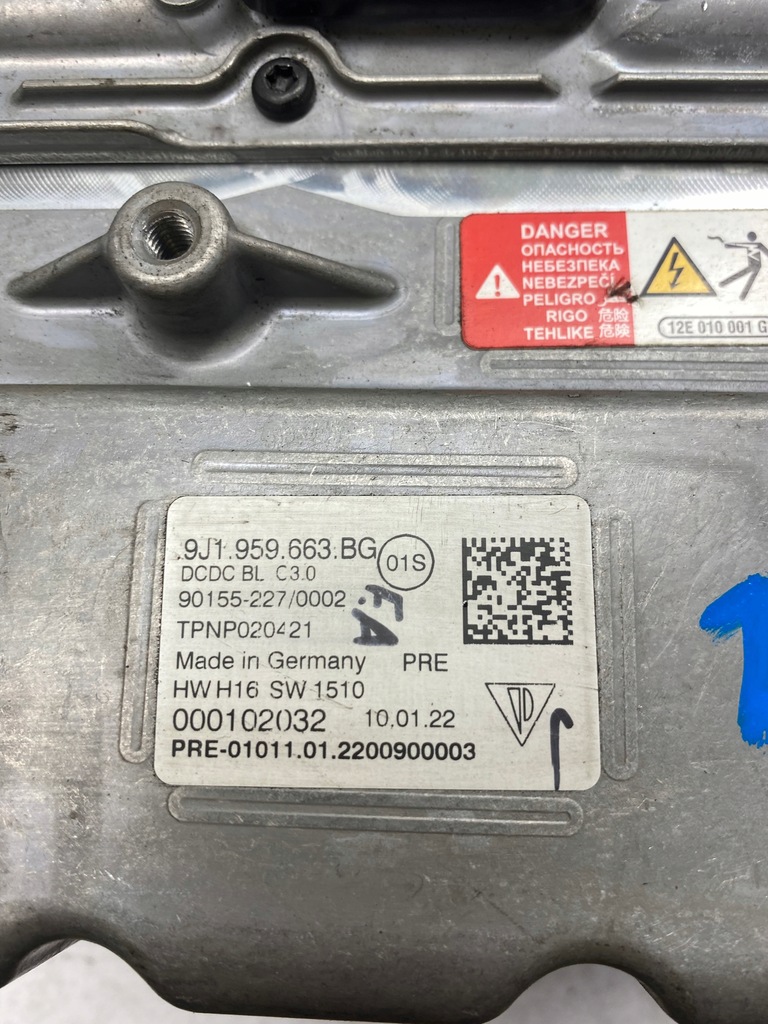 DANGER
ОПАСНОСТЬ
НЕБЕЗПЕКА
NEBEZPEČÍ
PELIGRO
RIGO 危险
TEHLIKE 危険
12E 010 001 G
.9J1.959.663.BG
01S
DCDC BL C3.0
90155-227/0002
F.A
TPNP020421
Made in Germany PRE
HW H16 SW 1510
000102032 10.01.22
PRE-01011.01.2200900003
1